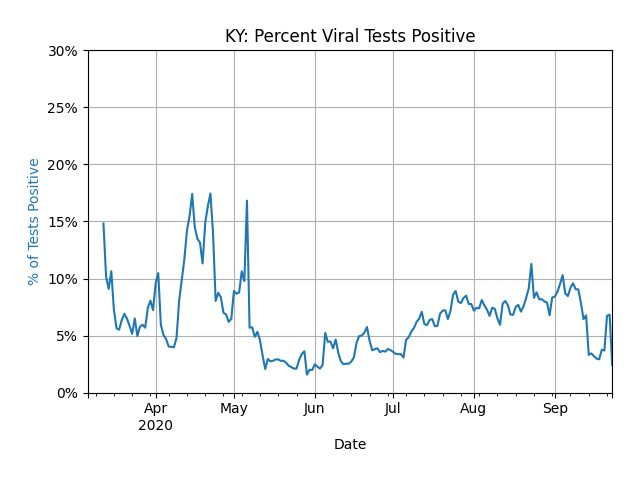 KY: Percent Viral Tests Positive
30%
25%
20%
15%
10%
5%
0%
% of Tests Positive
Apr
2020
May
Jun
Jul
Aug
Sep
Date